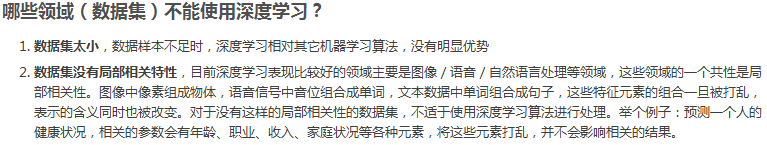 哪些领域（数据集）不能使用深度学习？
1. 数据集太小，数据样本不足时，深度学习相对其它机器学习算法，没有明显优势
2. 数据集没有局部相关特性，目前深度学习表现比较好的领域主要是图像／语音／自然语言处理等领域，这些领域的一个共性是局
部相关性。图像中像素组成物体，语音信号中音位组合成单词，文本数据中单词组合成句子，这些特征元素的组合一旦被打乱，
表示的含义同时也被改变。对于没有这样的局部相关性的数据集，不适于使用深度学习算法进行处理。举个例子：预测一个人的
健康状况，相关的参数会有年龄、职业、收入、家庭状况等各种元素，将这些元素打乱，并不会影响相关的结果。